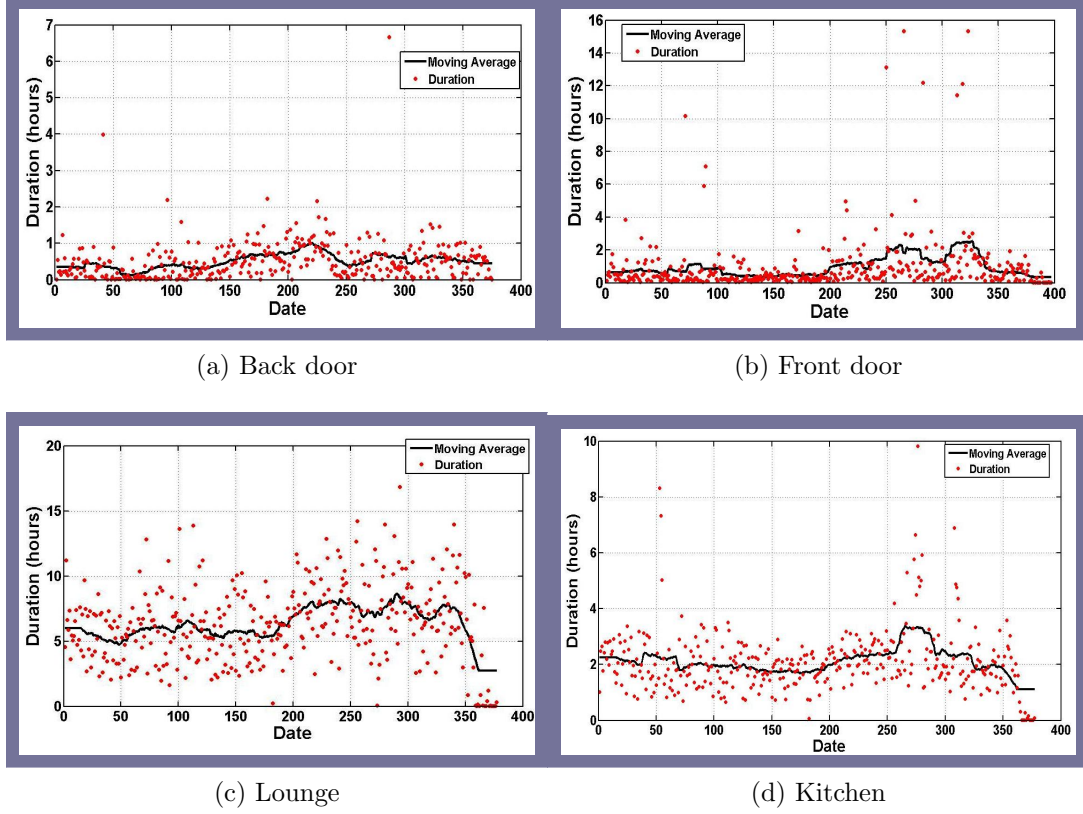 7
6
5
4
3
2
1
0
0 50 100 150 200 250 300 350 400
Duration (hours)
Date
Moving Average
Duration
(a) Back door
16
14
12
10
8
6
4
2
0
0 50 100 150 200 250 300 350 400
Duration (hours)
Date
Moving Average
Duration
(b) Front door
20
15
10
5
0
0 50 100 150 200 250 300 350 400
Duration (hours)
Date
Moving Average
Duration
(c) Lounge
10
8
6
4
2
0
0 50 100 150 200 250 300 350 400
Duration (hours)
Date
Moving Average
Duration
(d) Kitchen